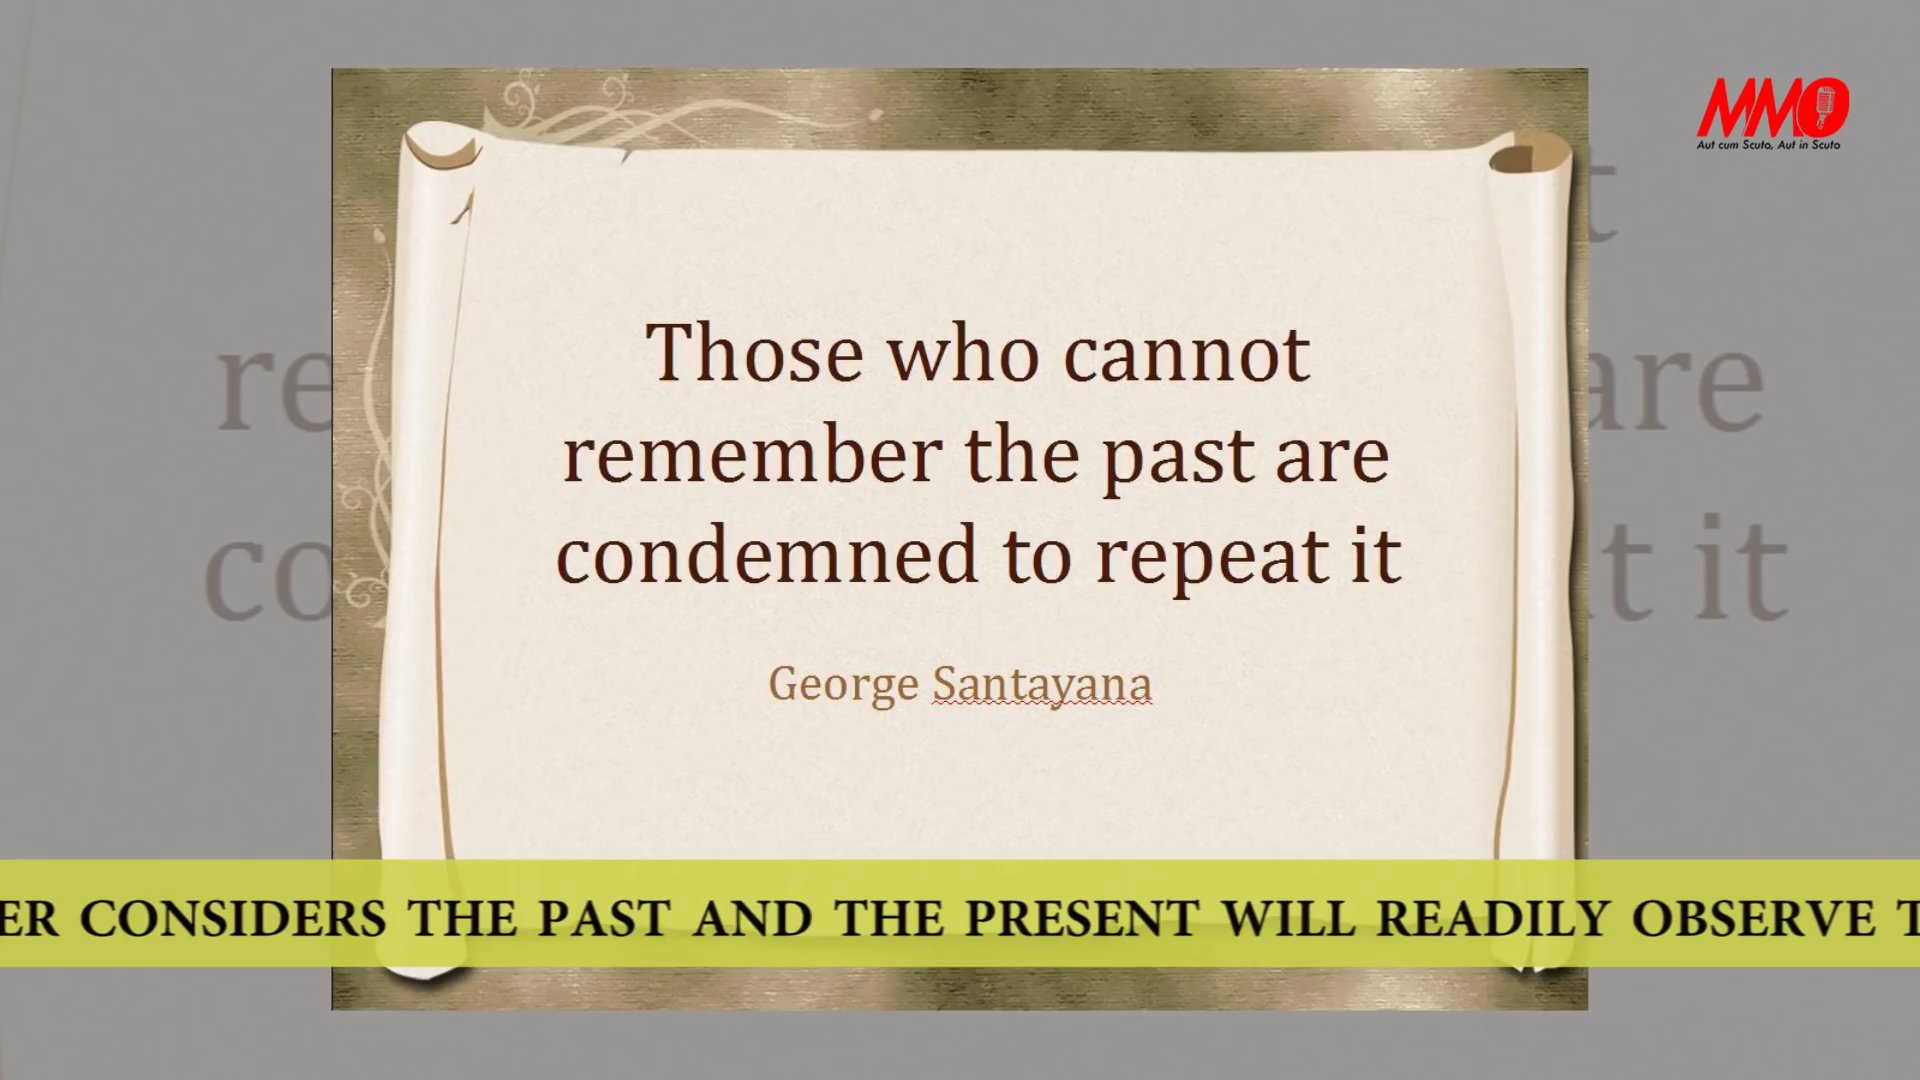 MMO
Aut cum Scuto, Aut in Scuto
Those who cannot
remember the past are
condemned to repeat it
George Santayana
ER CONSIDERS THE PAST AND THE PRESENT WILL READILY OBSERVE T